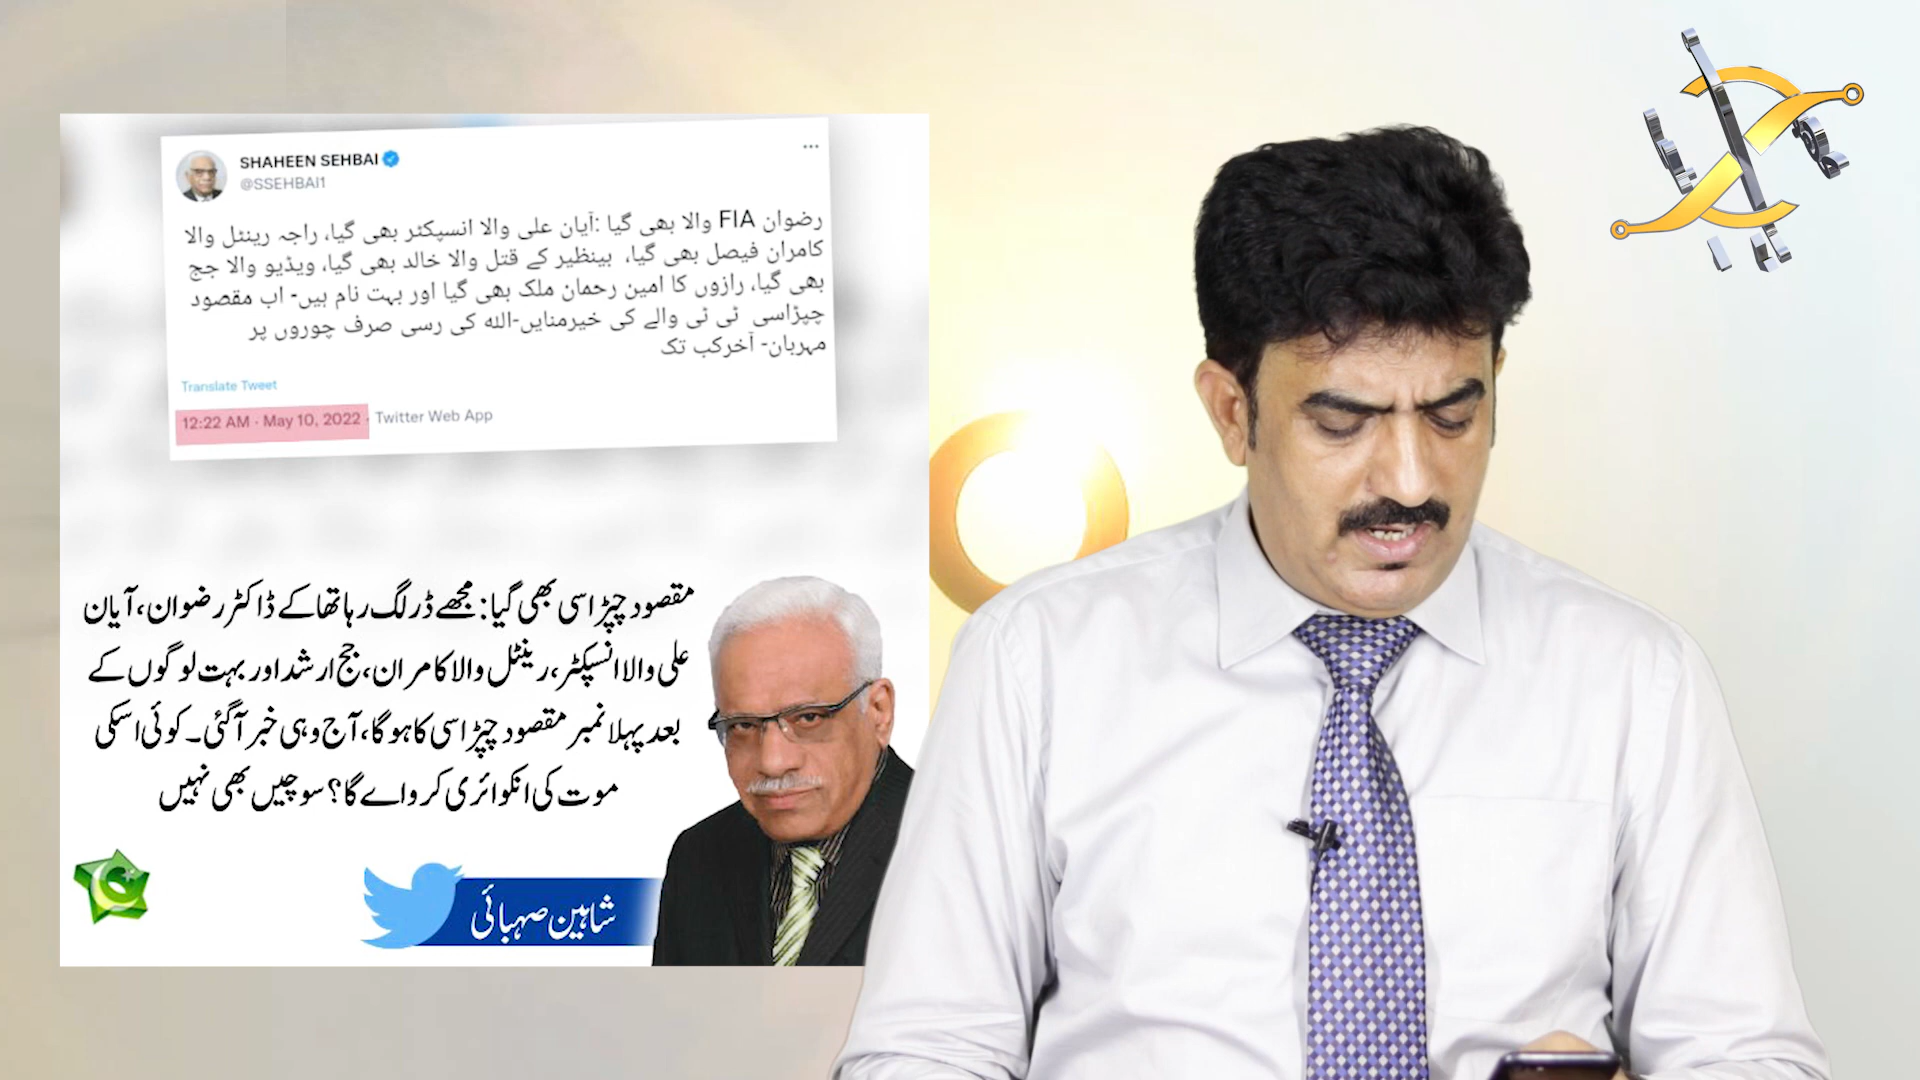 SHAHEEN SEHBAI
@SSEHBAI1
رضوان FIA والا بھی گیا :آیان علی والا انسپکٹر بھی گیا، راجہ رینٹل والا
کامران فیصل بھی گیا، بینظیر کے قتل والا خالد بھی گیا، ویڈیو والا جج
بھی گیا، رازوں کا امین رحمان ملک بھی گیا اور بہت نام ہیں- اب مقصود
چپڑاسی ٹی ٹی والے کی خیرمنایں-الله کی رسی صرف چوروں پر
مہربان- آخرکب تک
Translate Tweet
12:22 AM · May 10, 2022 · Twitter Web App
مقصود چپڑاسی بھی گیا: مجھے ڈر لگ رہا تھا کے ڈاکٹر رضوان، آیان
علی والا انسپکٹر، رینٹل والا کامران، جج ارشد اور بہت لوگوں کے
بعد پہلا نمبر مقصود چپڑاسی کا ہو گا، آج وہی خبر آگئی۔ کوئی اسکی
موت کی انکوائری کرواے گا؟ سوچیں بھی نہیں
شاہین صہبائی